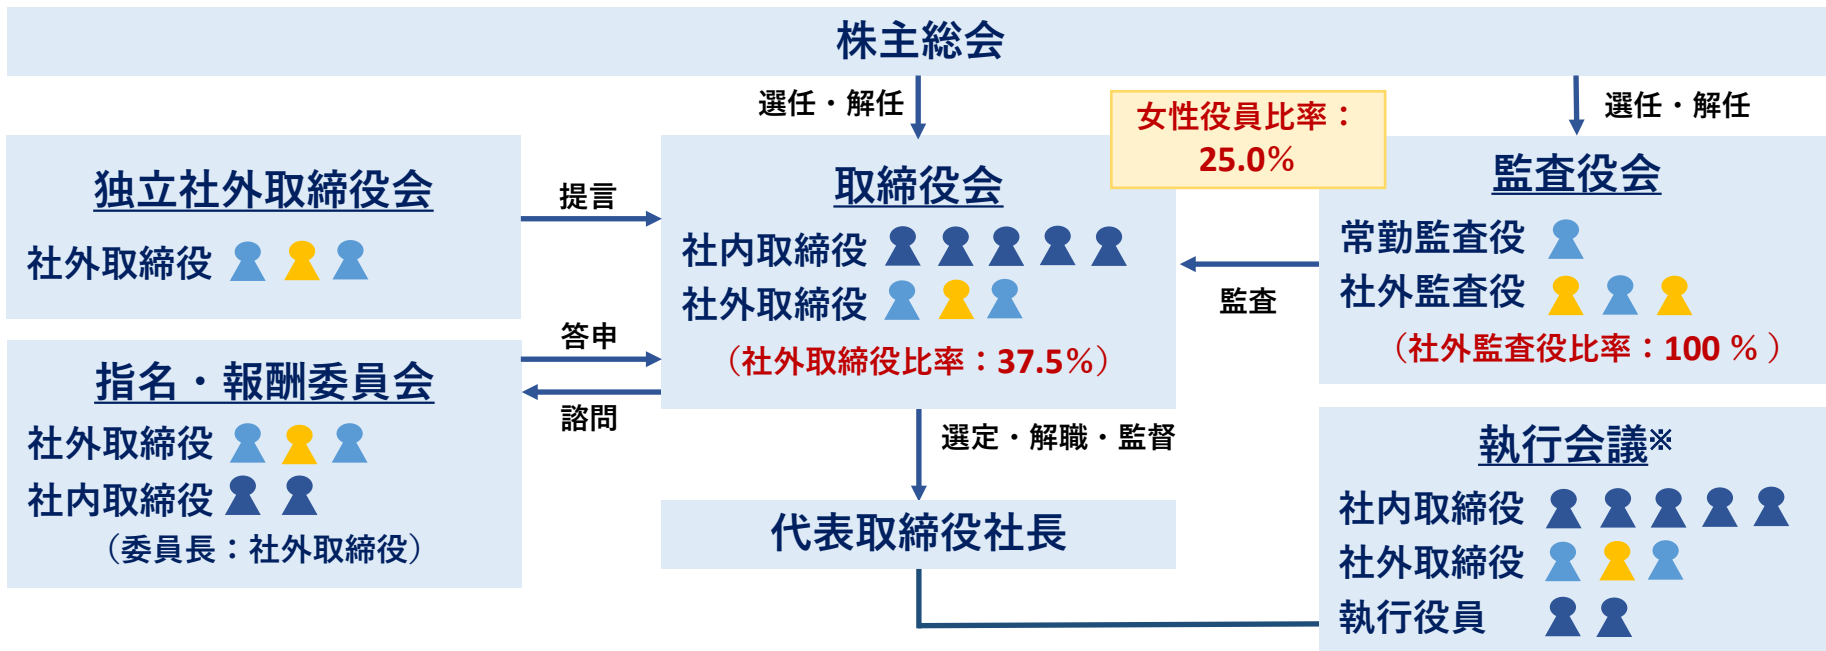 株主総会
選任・解任
選任・解任
女性役員比率：
25.0%
独立社外取締役会
社外取締役
提言
取締役会
社内取締役
社外取締役
（社外取締役比率：37.5%）
監査役会
常勤監査役
社外監査役
（社外監査役比率：100 % ）
監査
答申
諮問
指名・報酬委員会
社外取締役
社内取締役
（委員長：社外取締役）
選定・解職・監督
代表取締役社長
執行会議※
社内取締役
社外取締役
執行役員